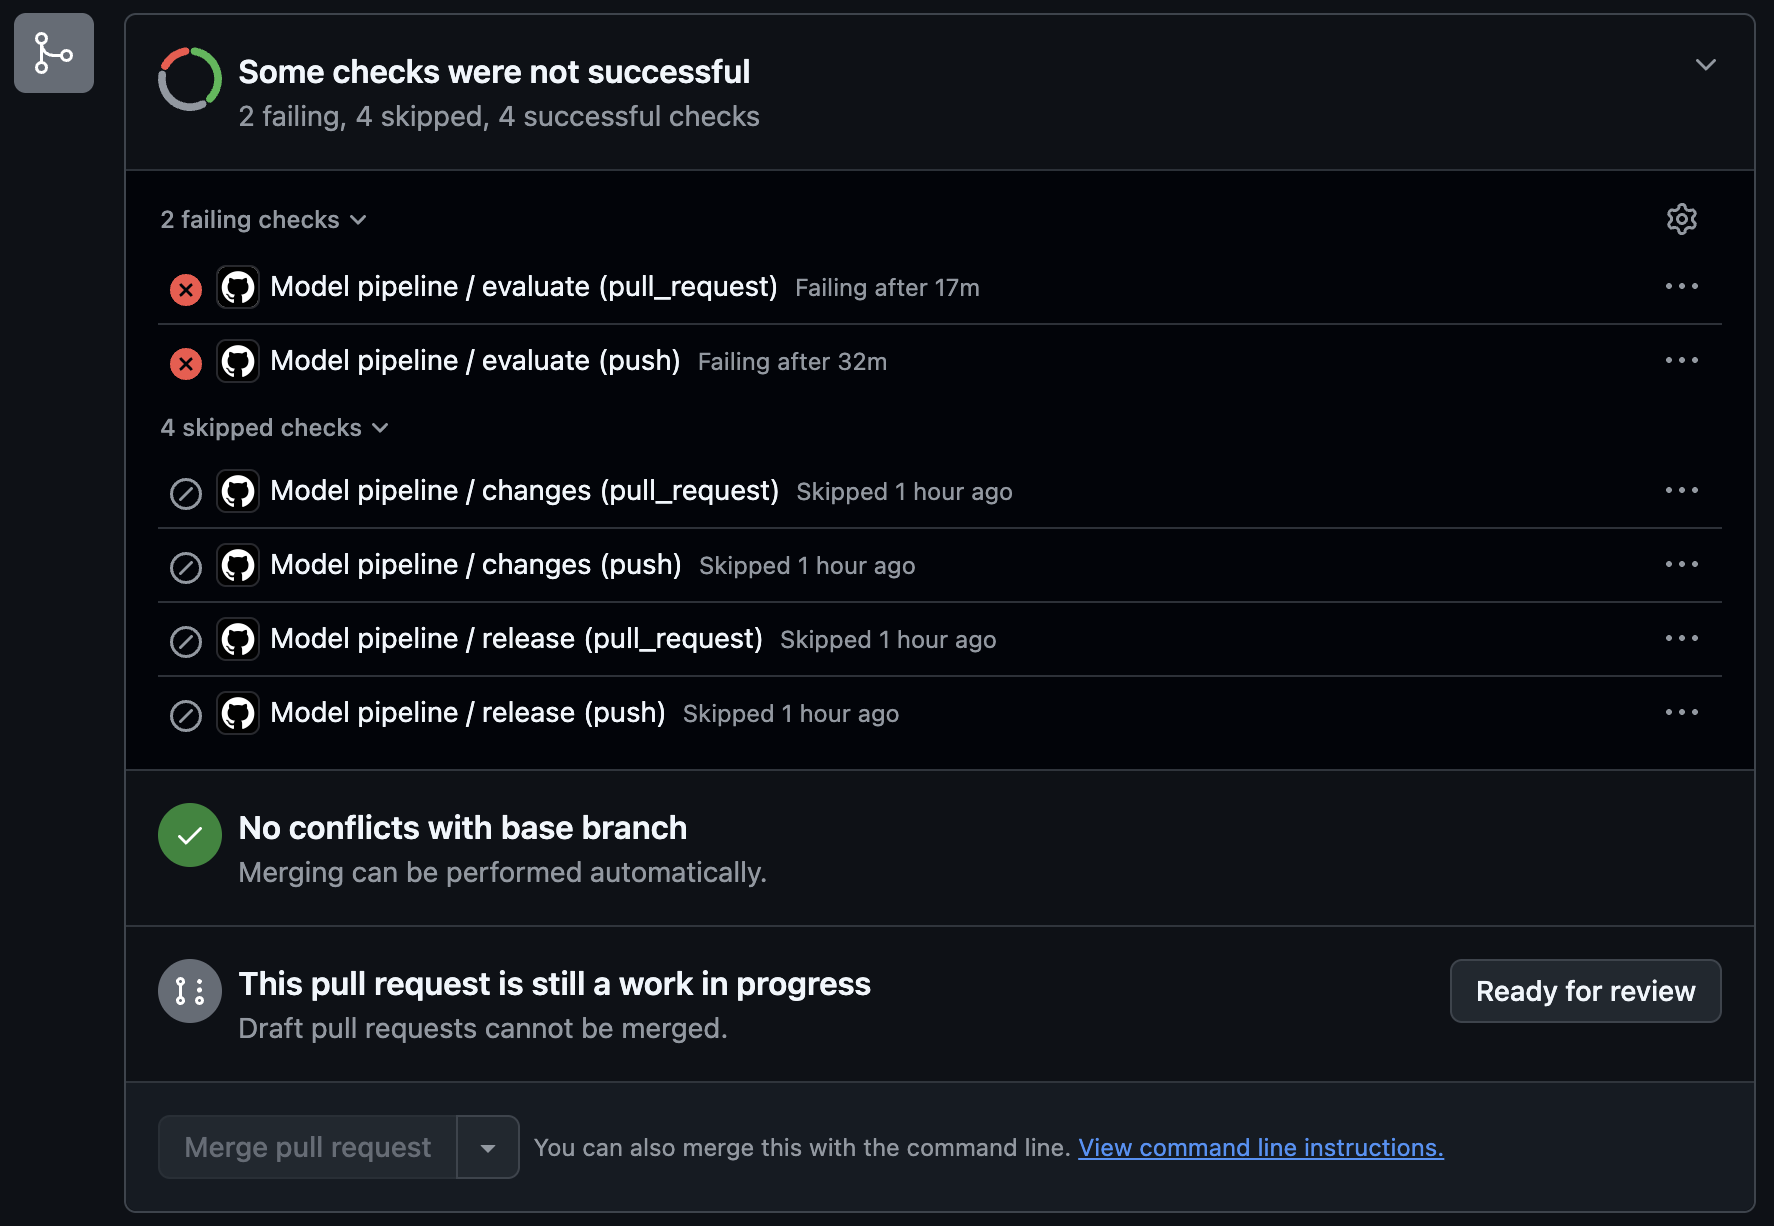 Some checks were not successful
2 failing, 4 skipped, 4 successful checks
2 failing checks
Model pipeline / evaluate (pull_request) Failing after 17m
Model pipeline / evaluate (push) Failing after 32m
4 skipped checks
Model pipeline / changes (pull_request) Skipped 1 hour ago
Model pipeline / changes (push) Skipped 1 hour ago
Model pipeline / release (pull_request) Skipped 1 hour ago
Model pipeline / release (push) Skipped 1 hour ago
No conflicts with base branch
Merging can be performed automatically.
This pull request is still a work in progress
Draft pull requests cannot be merged.
Ready for review
Merge pull request
You can also merge this with the command line. View command line instructions.